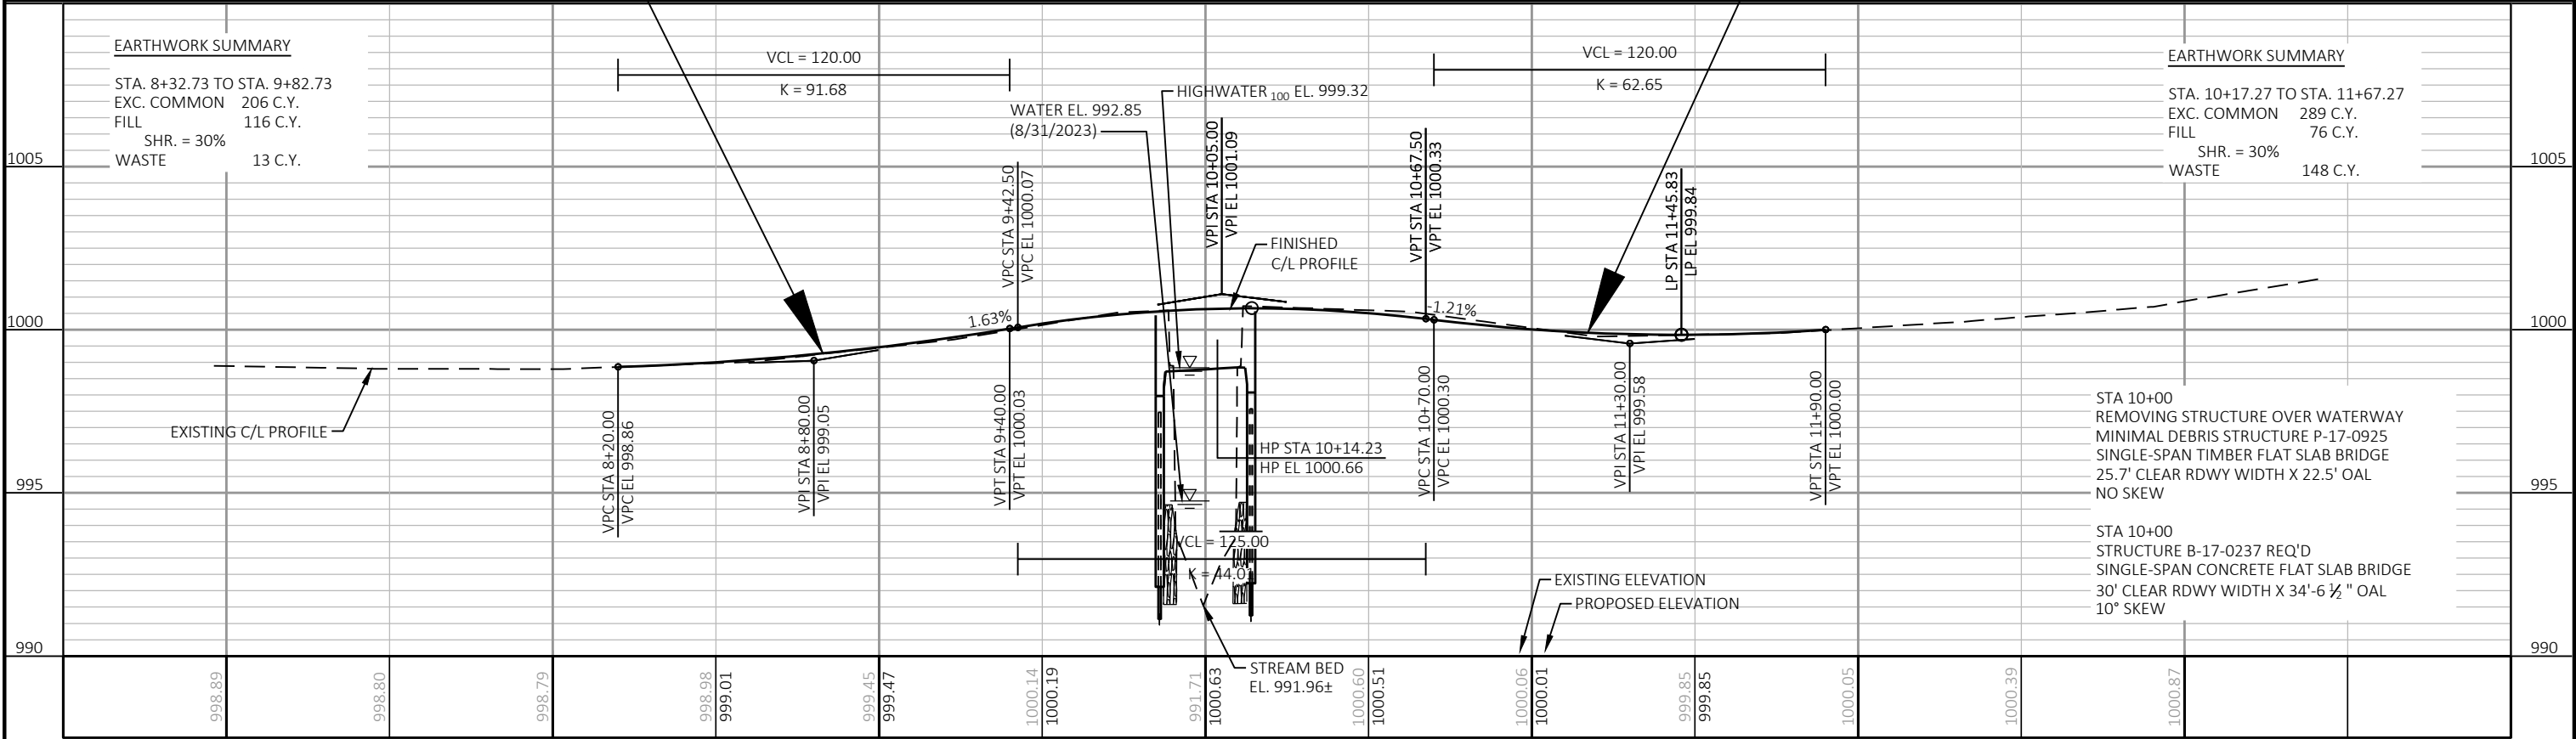 EARTHWORK SUMMARY
STA. 8+32.73 TO STA. 9+82.73
EXC. COMMON 206 C.Y.
FILL 116 C.Y.
SHR. = 30%
WASTE 13 C.Y.
VCL = 120.00
K = 91.68
WATER EL. 992.85
(8/31/2023)
HIGHWATER 100 EL. 999.32
VCL = 120.00
K = 62.65
EARTHWORK SUMMARY
STA. 10+17.27 TO STA. 11+67.27
EXC. COMMON 289 C.Y.
FILL 76 C.Y.
SHR. = 30%
WASTE 148 C.Y.
1005
1005
VPC STA 9+42.50
VPC EL 1000.07
VPI STA 10+05.00
VPI EL 1001.09
VPT STA 10+67.50
VPT EL 1000.33
LP STA 11+45.83
LP EL 999.84
FINISHED
C/L PROFILE
1000
1.63%
-1.21%
1000
EXISTING C/L PROFILE
VPC STA 8+20.00
VPC EL 998.86
VPI STA 8+80.00
VPI EL 999.05
VPT STA 9+40.00
VPT EL 1000.03
HP STA 10+14.23
HP EL 1000.66
VPC STA 10+70.00
VPC EL 1000.30
VPI STA 11+30.00
VPI EL 999.58
VPT STA 11+90.00
VPT EL 1000.00
STA 10+00
REMOVING STRUCTURE OVER WATERWAY
MINIMAL DEBRIS STRUCTURE P-17-0925
SINGLE-SPAN TIMBER FLAT SLAB BRIDGE
25.7' CLEAR RDWY WIDTH X 22.5' OAL
NO SKEW
STA 10+00
STRUCTURE B-17-0237 REQ'D
SINGLE-SPAN CONCRETE FLAT SLAB BRIDGE
30' CLEAR RDWY WIDTH X 34'-6 ½ " OAL
10° SKEW
995
995
VCL = 125.00
K = 44.01
EXISTING ELEVATION
PROPOSED ELEVATION
990
990
STREAM BED
EL. 991.96±
998.89
998.80
998.79
998.98
999.01
999.45
999.47
1000.14
1000.19
991.71
1000.63
1000.60
1000.51
1000.06
1000.01
999.85
999.85
1000.05
1000.39
1000.87